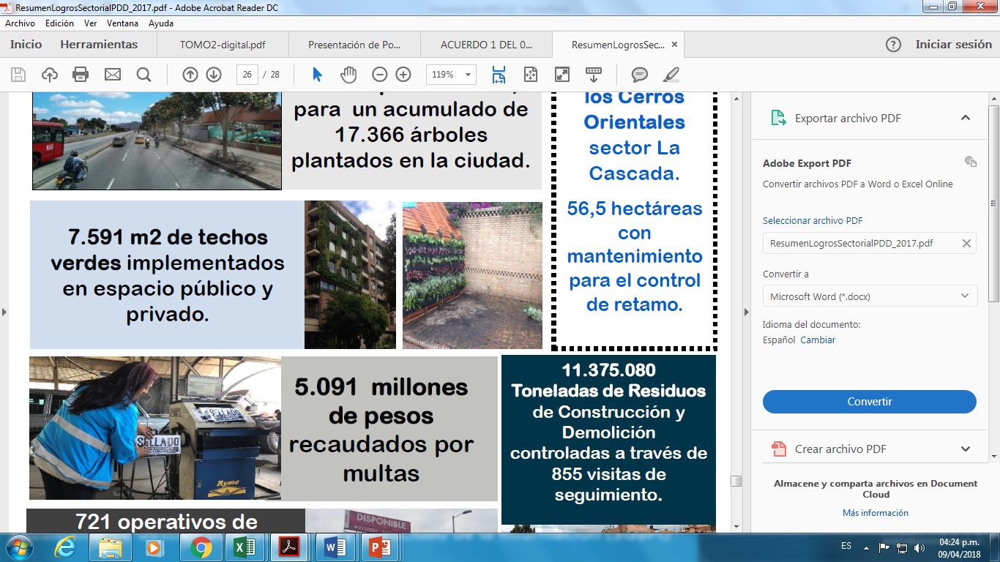 ResumenLogrosSectorialPDD_2017.pdf - Adobe Acrobat Reader DC
Archivo Edición Ver Ventana Ayuda
Inicio Herramientas TOMO2-digital.pdf Presentación de Po... ACUERDO 1 DEL 0... ResumenLogrosSec... × ? Iniciar sesión
26 / 28 119%
para un acumulado de
17.366 árboles
plantados en la ciudad.
los Cerros
Orientales
sector La
Cascada.
56,5 hectáreas
con
mantenimiento
para el control
de retamo.
7.591 m2 de techos
verdes implementados
en espacio público y
privado.
SELLADO
SELLADO
Ryme
5.091 millones
de pesos
recaudados por
multas
11.375.080
Toneladas de Residuos
de Construcción y
Demolición
controladas a través de
855 visitas de
seguimiento.
721 operativos de
DISPONIBLE
Exportar archivo PDF
Adobe Export PDF
Convertir archivos PDF a Word o Excel Online
Seleccionar archivo PDF
ResumenLogrosSectorialPDD_2017.pdf
Convertir a
Microsoft Word (*.docx)
Idioma del documento:
Español Cambiar
Convertir
Crear archivo PDF
Almacene y comparta archivos en Document
Cloud
Más información
ES 04:24 p.m.
09/04/2018